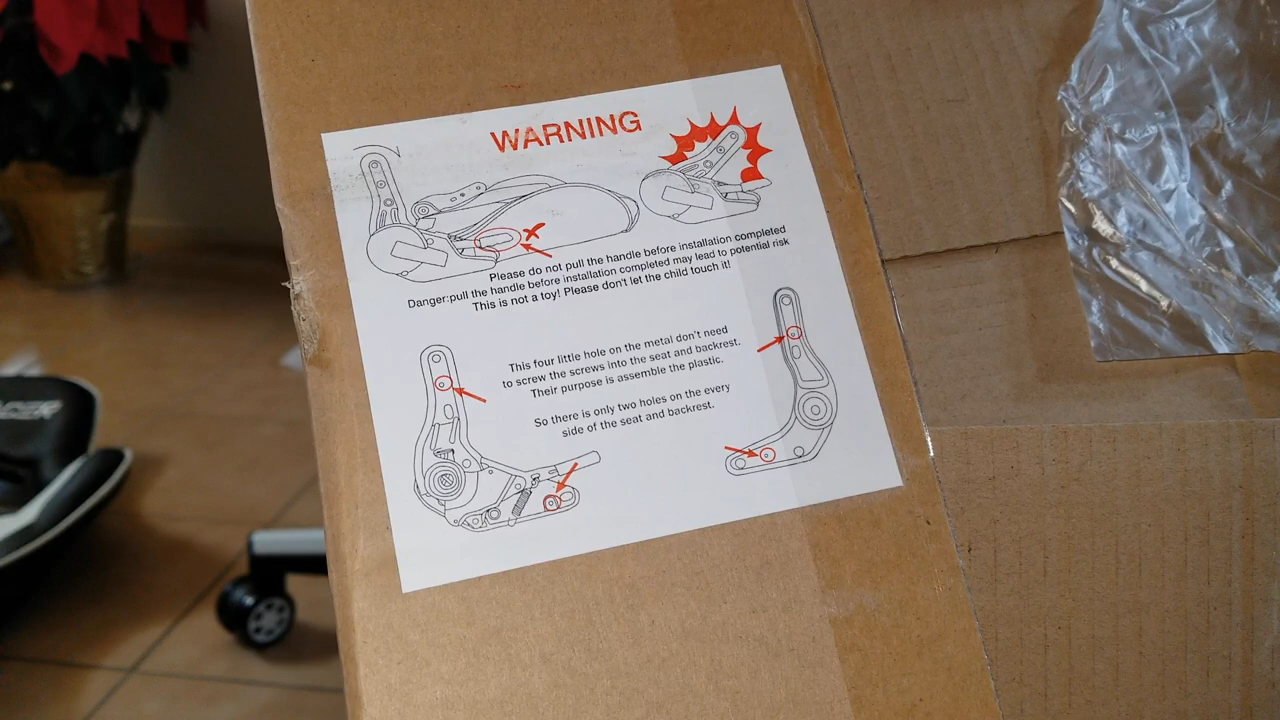 WARNING
Please do not pull the handle before installation completed
Danger:pull the handle before installation completed may lead to potential risk
This is not a toy! Please don't let the child touch it!
This four little hole on the metal don't need
to screw the screws into the seat and backrest.
Their purpose is assemble the plastic.
So there is only two holes on the every
side of the seat and backrest.